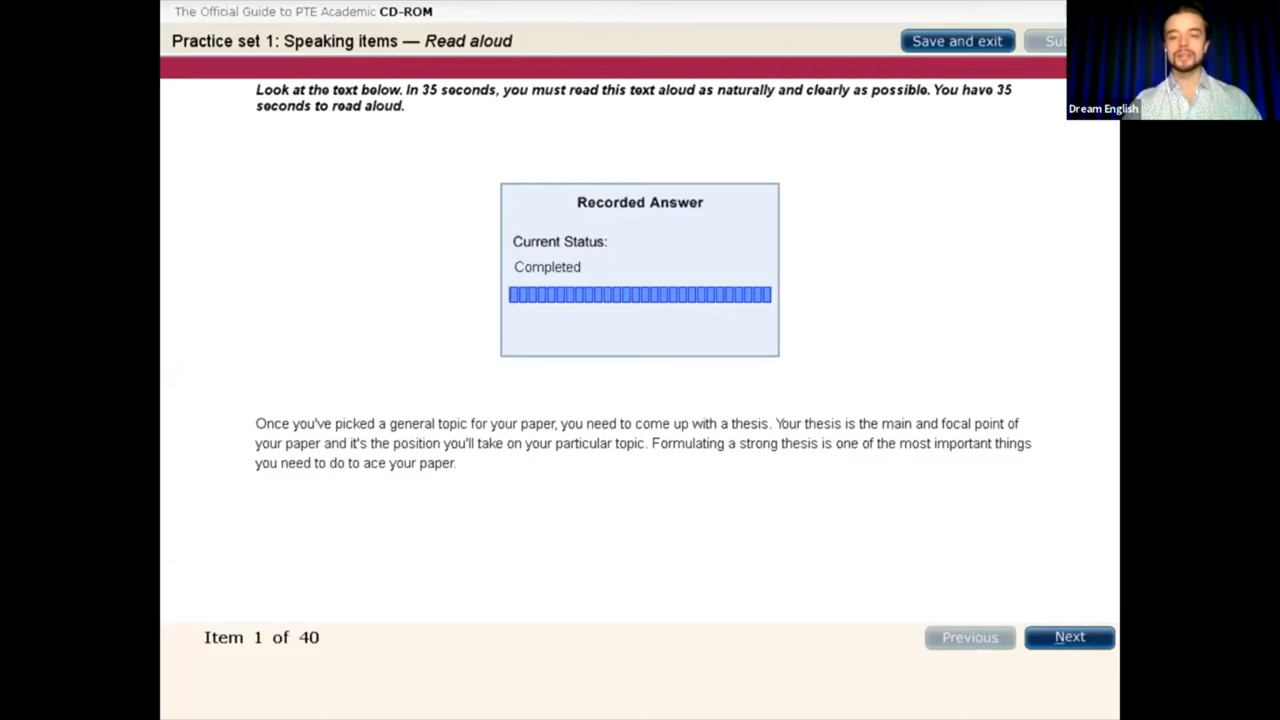 The Official Guide to PTE Academic CD-ROM
Practice set 1: Speaking items — Read aloud
Save and exit
Dream English
Look at the text below. In 35 seconds, you must read this text aloud as naturally and clearly as possible. You have 35
seconds to read aloud.
Recorded Answer
Current Status:
Completed
Once you've picked a general topic for your paper, you need to come up with a thesis. Your thesis is the main and focal point of
your paper and it's the position you'll take on your particular topic. Formulating a strong thesis is one of the most important things
you need to do to ace your paper.
Item 1 of 40
Previous
Next